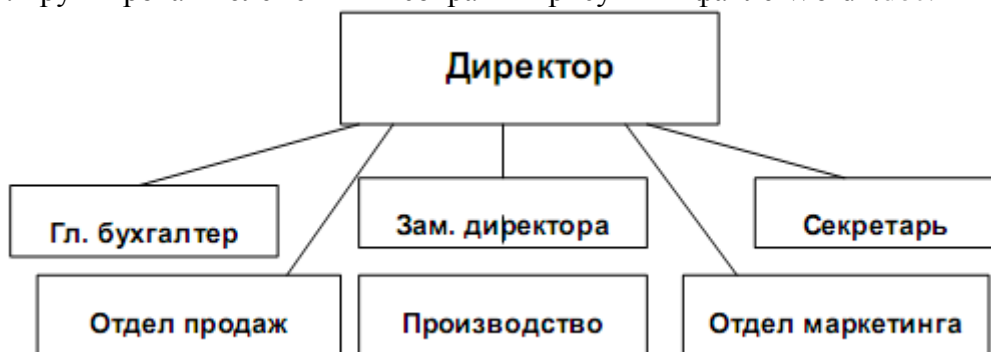 Директор
Гл. бухгалтер
Зам. директора
Секретарь
Отдел продаж
Производство
Отдел маркетинга